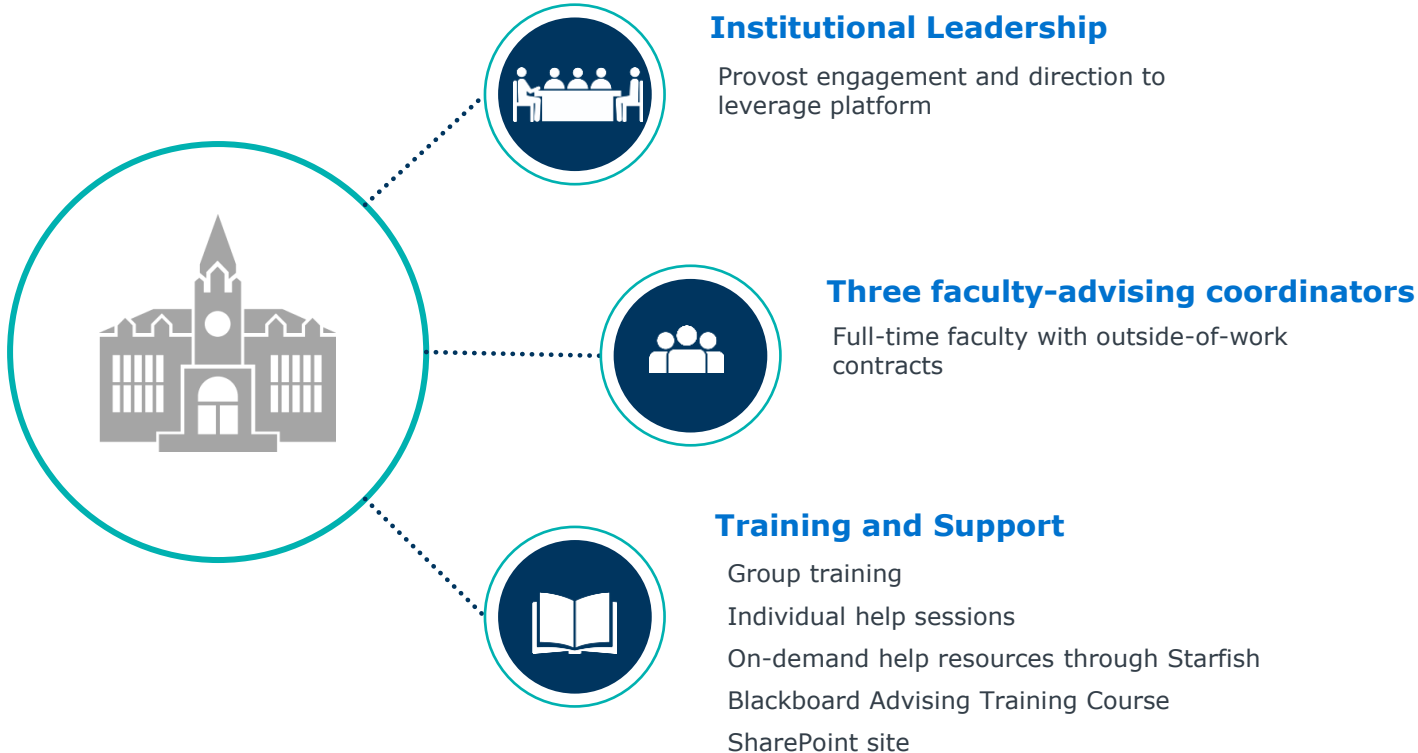 Institutional Leadership
Provost engagement and direction to
leverage platform
Three faculty-advising coordinators
Full-time faculty with outside-of-work
contracts
Training and Support
Group training
Individual help sessions
On-demand help resources through Starfish
Blackboard Advising Training Course
SharePoint site